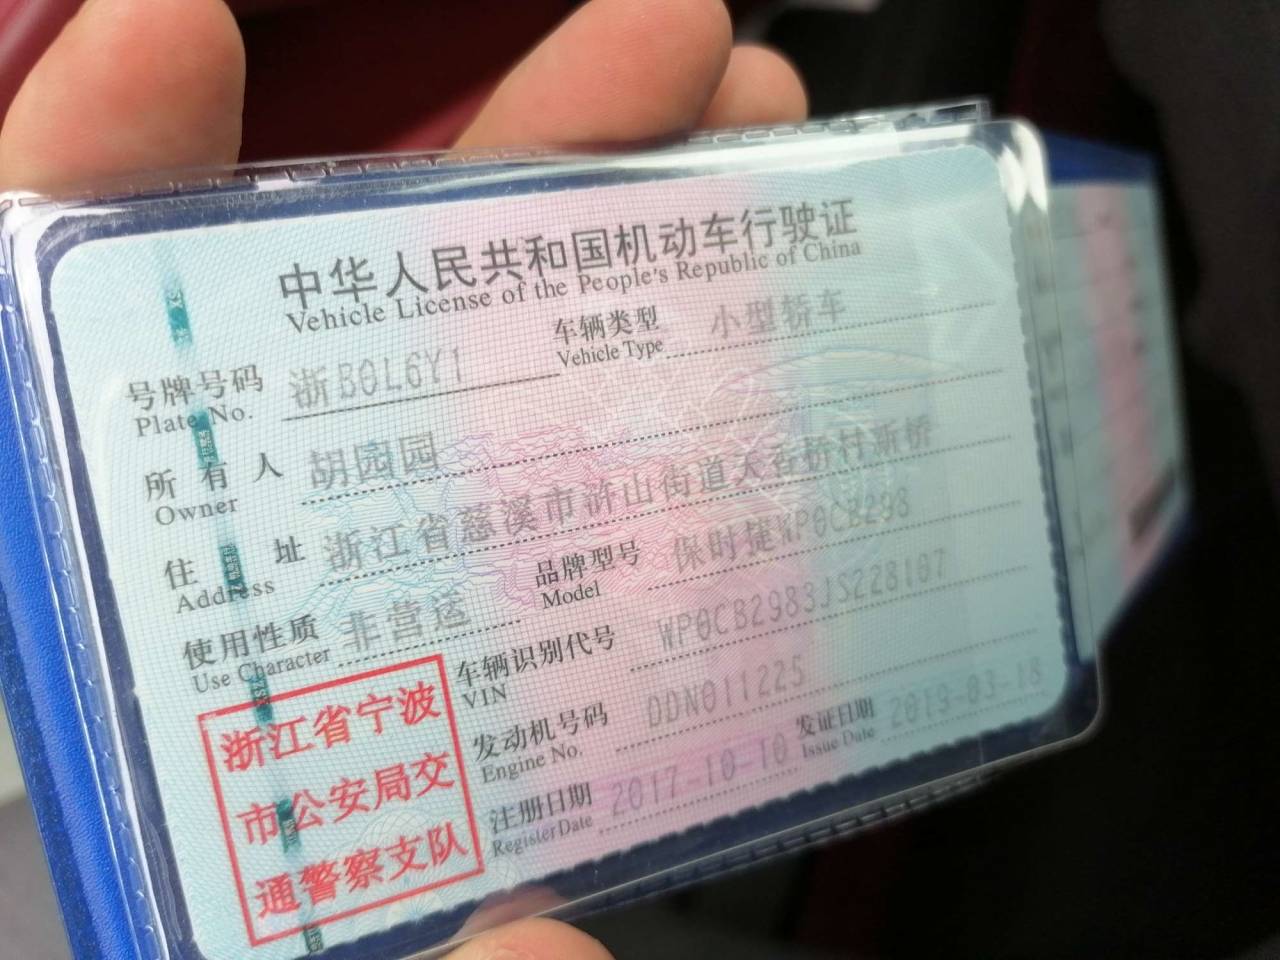 中华人民共和国机动车行驶证
Vehicle License of the People's Republic of China
号牌号码 浙B0L6Y1 车辆类型 小型轿车
Plate No. Vehicle Type
所有人 胡园园
Owner
住址 浙江省慈溪市浒山街道天香桥村斯桥
Address
使用性质 非营运 品牌型号 保时捷WP0CB298
Use Character Model
车辆识别代号 WP0CB2983JS228107
VIN
发动机号码 DDN011225
Engine No.
注册日期 2017-10-10 发证日期 2019-03-18
Register Date Issue Date
浙江省宁波
市公安局交
通警察支队